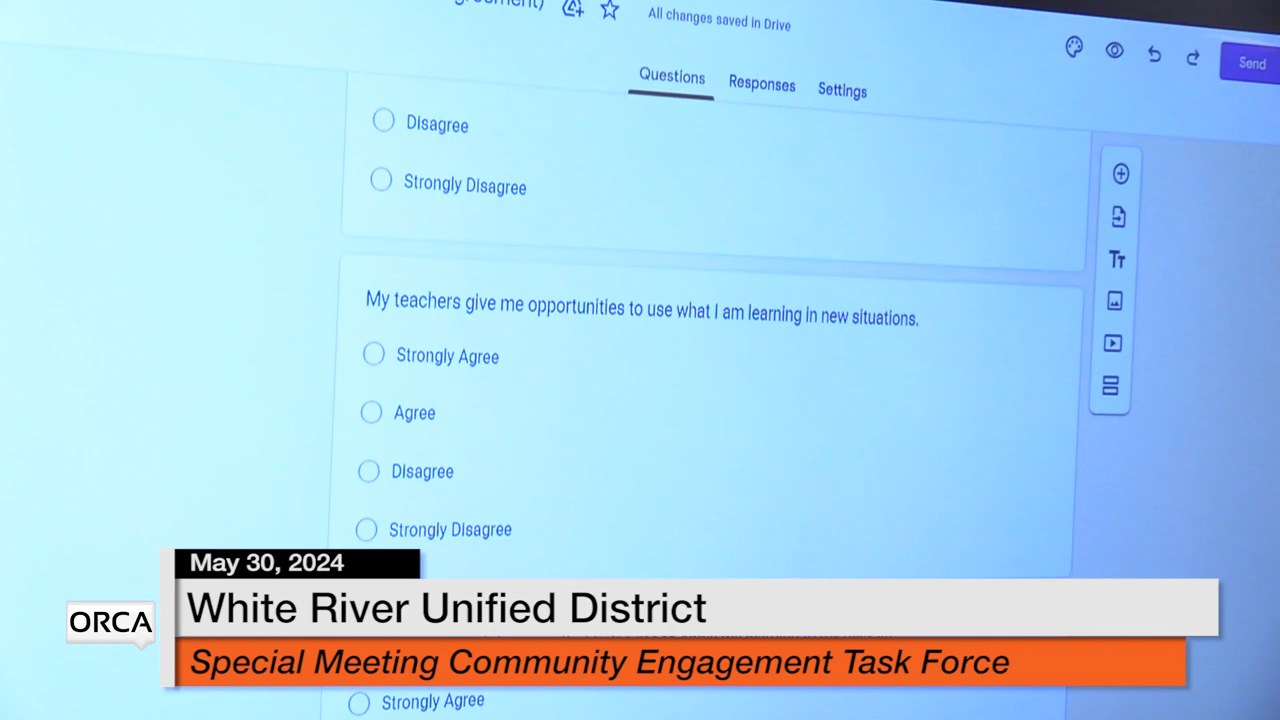 All changes saved in Drive
Send
Questions Responses Settings
Disagree
Strongly Disagree
Tт
My teachers give me opportunities to use what I am learning in new situations.
Strongly Agree
Agree
Disagree
Strongly Disagree
May 30, 2024
White River Unified District
ORCA
Special Meeting Community Engagement Task Force
Strongly Agree